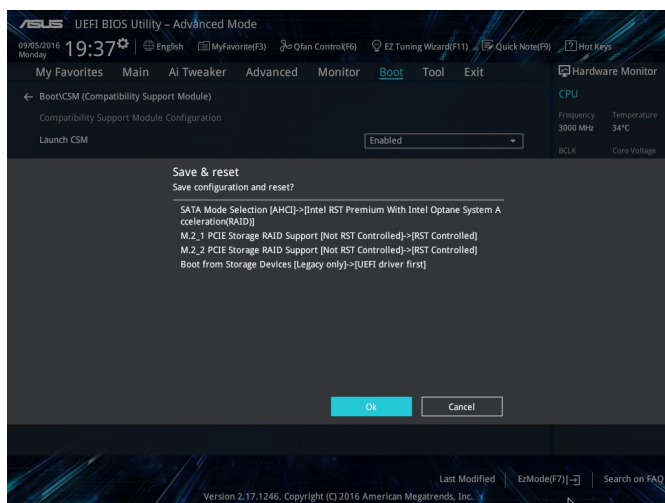 ASUS UEFI BIOS Utility – Advanced Mode
09/05/2016 Monday 19:37 English MyFavorite(F3) Qfan Control(F6) EZ Tuning Wizard(F11) Quick Note(F9) ? Hot Keys
My Favorites Main Ai Tweaker Advanced Monitor Boot Tool Exit Hardware Monitor
← Boot\CSM (Compatibility Support Module) CPU
Compatibility Support Module Configuration Frequency Temperature
Launch CSM Enabled 3000 MHz 34°C
BCLK Core Voltage
Save & reset
Save configuration and reset?
SATA Mode Selection [AHCI]->[Intel RST Premium With Intel Optane System A
cceleration(RAID)]
M.2_1 PCIE Storage RAID Support [Not RST Controlled]->[RST Controlled]
M.2_2 PCIE Storage RAID Support [Not RST Controlled]->[RST Controlled]
Boot from Storage Devices [Legacy only]->[UEFI driver first]
Ok Cancel
Last Modified EzMode(F7) Search on FAQ
Version 2.17.1246. Copyright (C) 2016 American Megatrends, Inc.